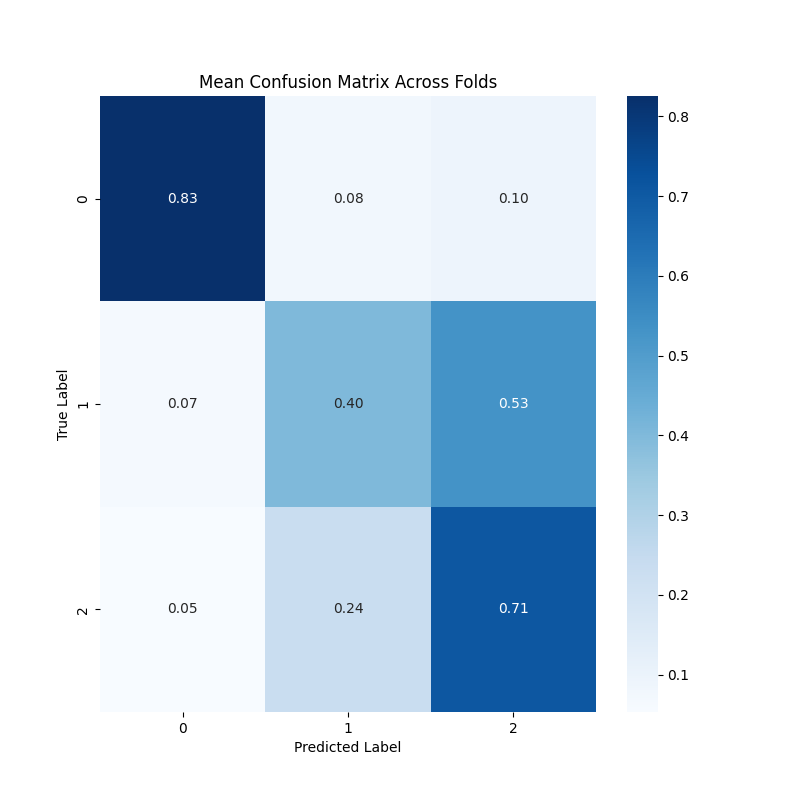 Mean Confusion Matrix Across Folds
True Label
0
0.83 0.08 0.10
1
0.07 0.40 0.53
2
0.05 0.24 0.71
0 1 2
Predicted Label
0.8
0.7
0.6
0.5
0.4
0.3
0.2
0.1